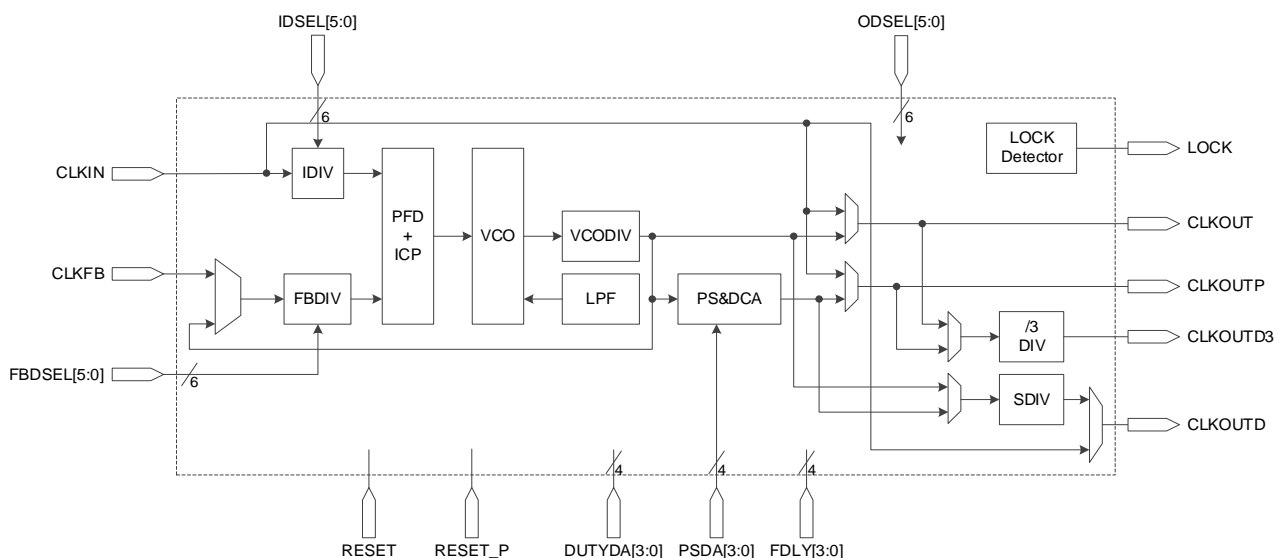 IDSEL[5:0]
ODSEL[5:0]
6
6
LOCK
Detector
LOCK
CLKIN
IDIV
PFD
+
ICP
VCO
VCODIV
CLKOUT
CLKFB
FBDIV
LPF
PS&DCA
CLKOUTP
/3
DIV
CLKOUTD3
FBDSEL[5:0]
6
SDIV
CLKOUTD
4
4
4
RESET
RESET_P
DUTYDA[3:0]
PSDA[3:0]
FDLY[3:0]